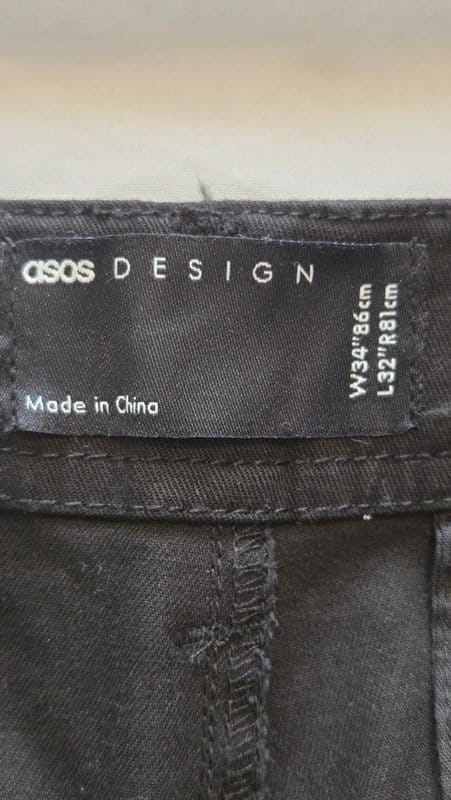 asos DESIGN
W34"86cm
L32"R81cm
Made in China